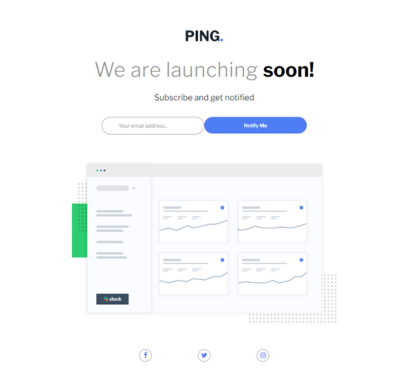 PING.
We are launching soon!
Subscribe and get notified
Your email address...
Notify Me
slack